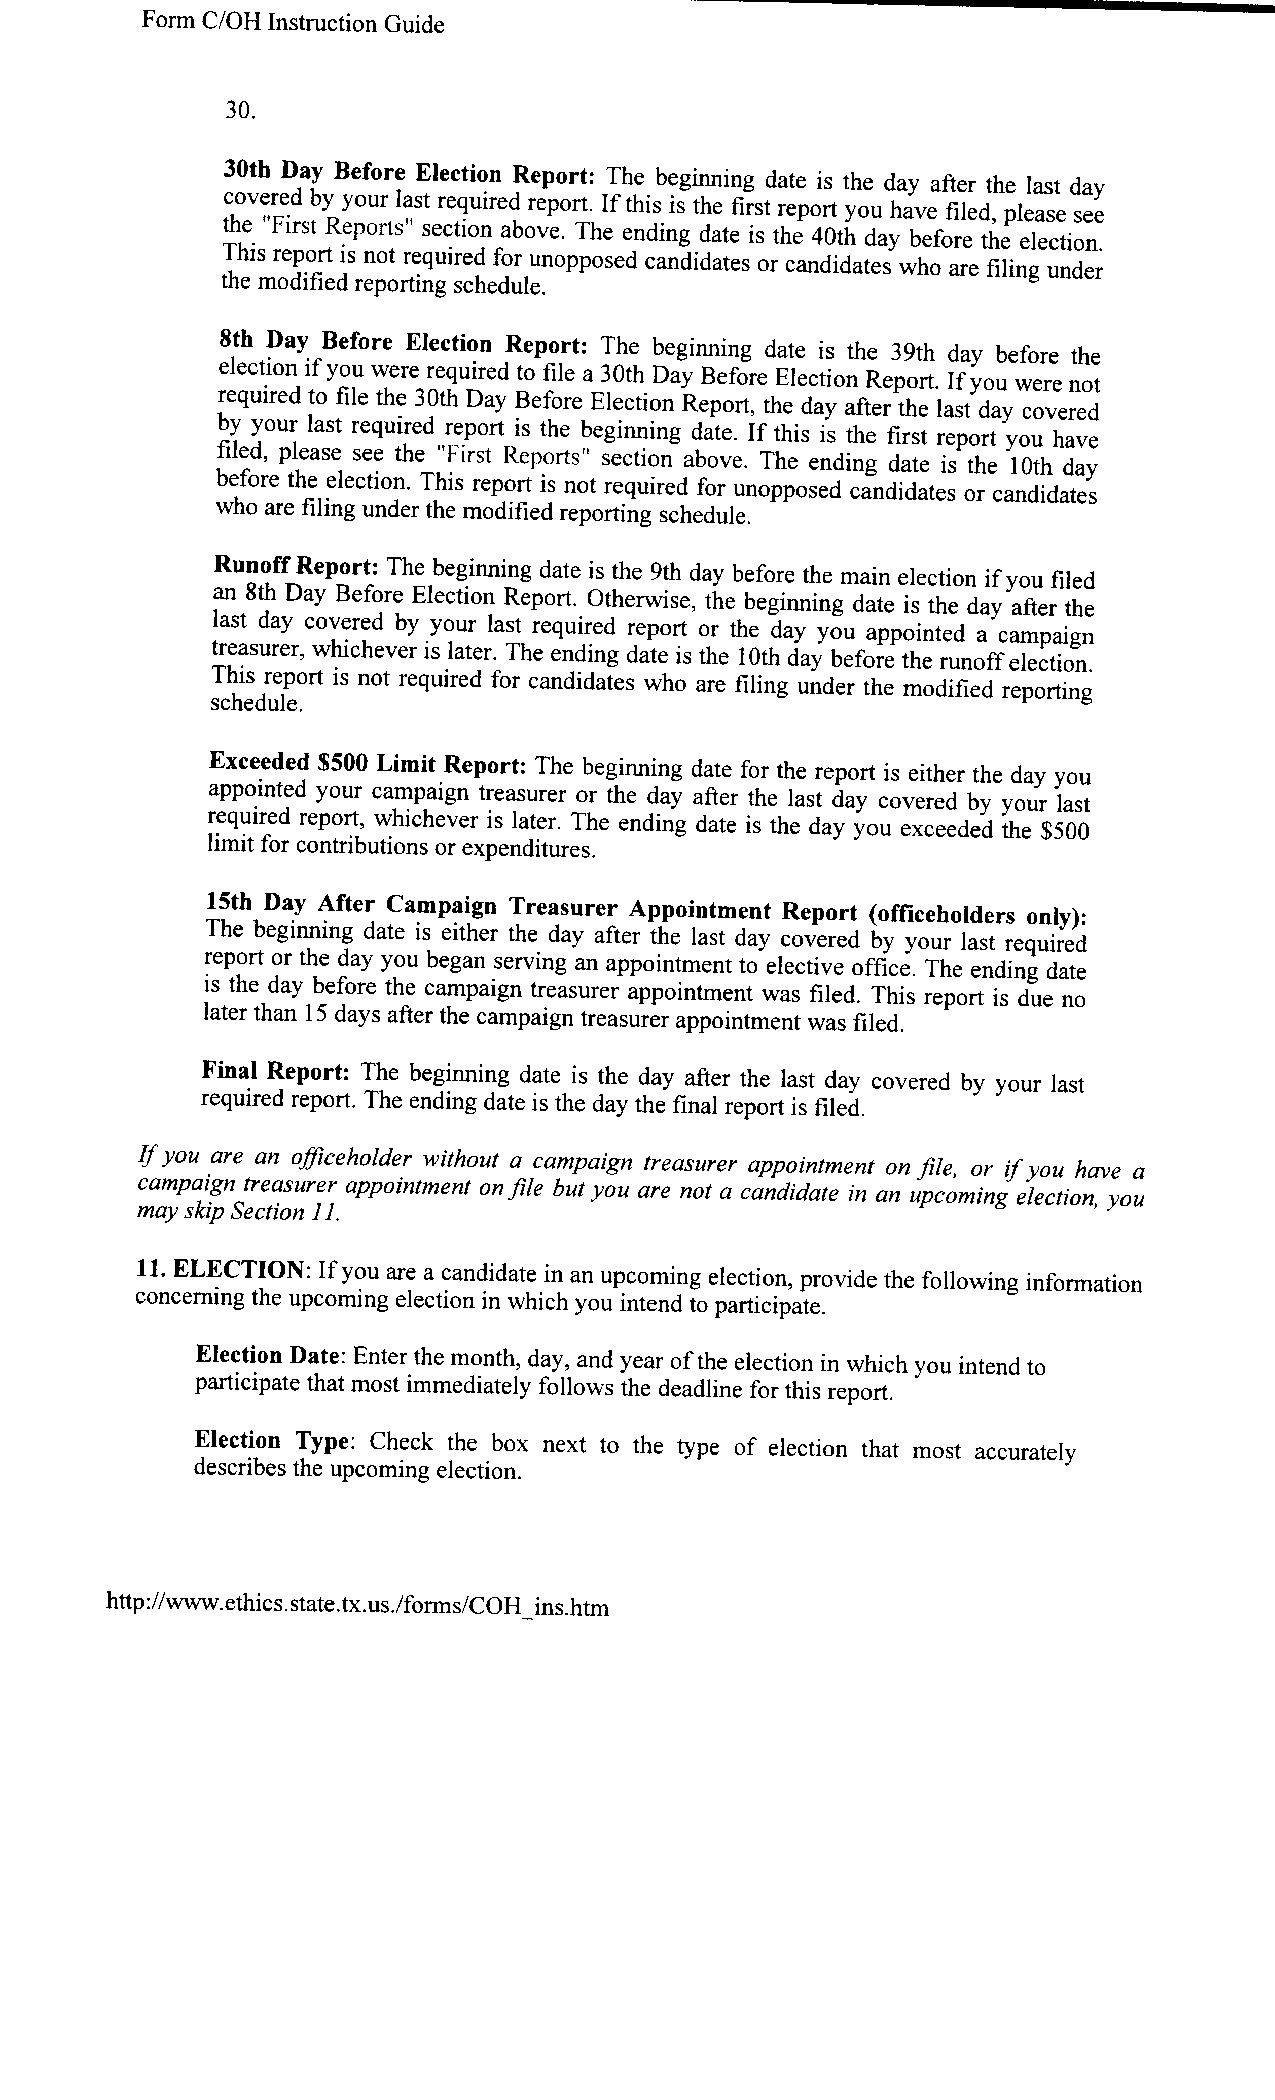 Form C/OH Instruction Guide
30.
30th Day Before Election Report: The beginning date is the day after the last day
covered by your last required report. If this is the first report you have filed, please see
the "First Reports" section above. The ending date is the 40th day before the election.
This report is not required for unopposed candidates or candidates who are filing under
the modified reporting schedule.
8th Day Before Election Report: The beginning date is the 39th day before the
election if you were required to file a 30th Day Before Election Report. If you were not
required to file the 30th Day Before Election Report, the day after the last day covered
by your last required report is the beginning date. If this is the first report you have
filed, please see the "First Reports" section above. The ending date is the 10th day
before the election. This report is not required for unopposed candidates or candidates
who are filing under the modified reporting schedule.
Runoff Report: The beginning date is the 9th day before the main election if you filed
an 8th Day Before Election Report. Otherwise, the beginning date is the day after the
last day covered by your last required report or the day you appointed a campaign
treasurer, whichever is later. The ending date is the 10th day before the runoff election.
This report is not required for candidates who are filing under the modified reporting
schedule.
Exceeded $500 Limit Report: The beginning date for the report is either the day you
appointed your campaign treasurer or the day after the last day covered by your last
required report, whichever is later. The ending date is the day you exceeded the $500
limit for contributions or expenditures.
15th Day After Campaign Treasurer Appointment Report (officeholders only):
The beginning date is either the day after the last day covered by your last required
report or the day you began serving an appointment to elective office. The ending date
is the day before the campaign treasurer appointment was filed. This report is due no
later than 15 days after the campaign treasurer appointment was filed.
Final Report: The beginning date is the day after the last day covered by your last
required report. The ending date is the day the final report is filed.
If you are an officeholder without a campaign treasurer appointment on file, or if you have a
campaign treasurer appointment on file but you are not a candidate in an upcoming election, you
may skip Section 11.
11. ELECTION: If you are a candidate in an upcoming election, provide the following information
concerning the upcoming election in which you intend to participate.
Election Date: Enter the month, day, and year of the election in which you intend to
participate that most immediately follows the deadline for this report.
Election Type: Check the box next to the type of election that most accurately
describes the upcoming election.
http://www.ethics.state.tx.us./forms/COH_ins.htm